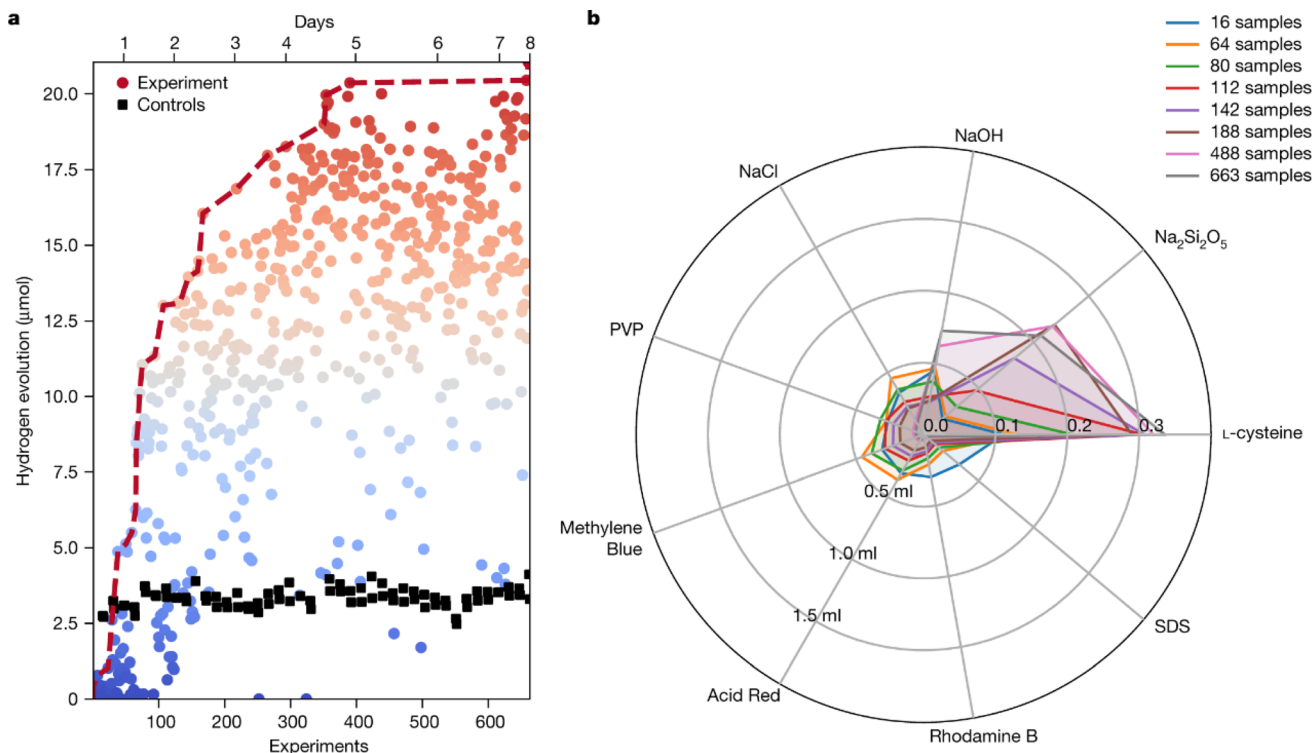 a
Days
1 2 3 4 5 6 7 8
Experiment
Controls
20.0
17.5
15.0
12.5
10.0
7.5
5.0
2.5
0
Hydrogen evolution (μmol)
100 200 300 400 500 600
Experiments
b
16 samples
64 samples
80 samples
112 samples
142 samples
188 samples
488 samples
663 samples
NaOH
NaCl
Na₂Si₂O₅
PVP
0.0 0.1 0.2 0.3
L-cysteine
0.5 ml
Methylene
Blue
1.0 ml
1.5 ml
SDS
Acid Red
Rhodamine B